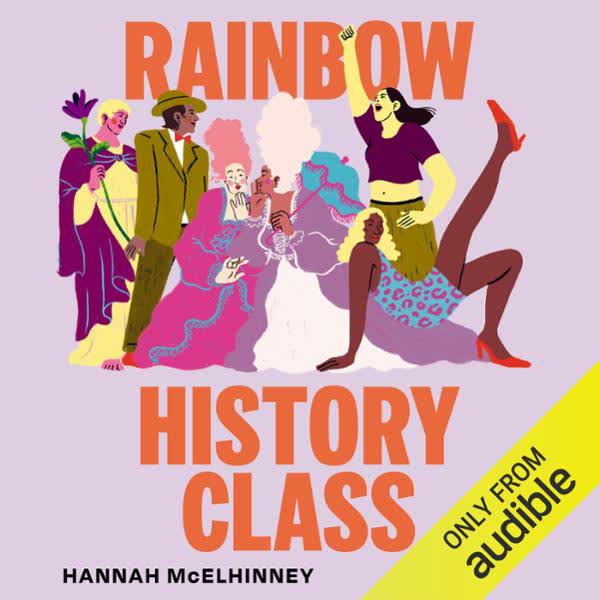 RAINBOW
HISTORY
CLASS
HANNAH McELHINNEY
ONLY FROM
audible